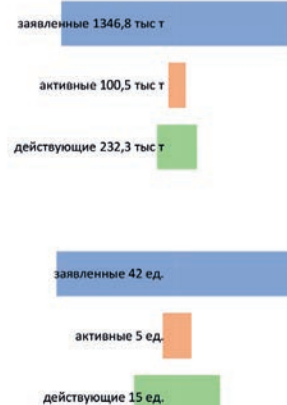 заявленные 1346,8 тыс т
активные 100,5 тыс т
действующие 232,3 тыс т
заявленные 42 ед.
активные 5 ед.
действующие 15 ед.